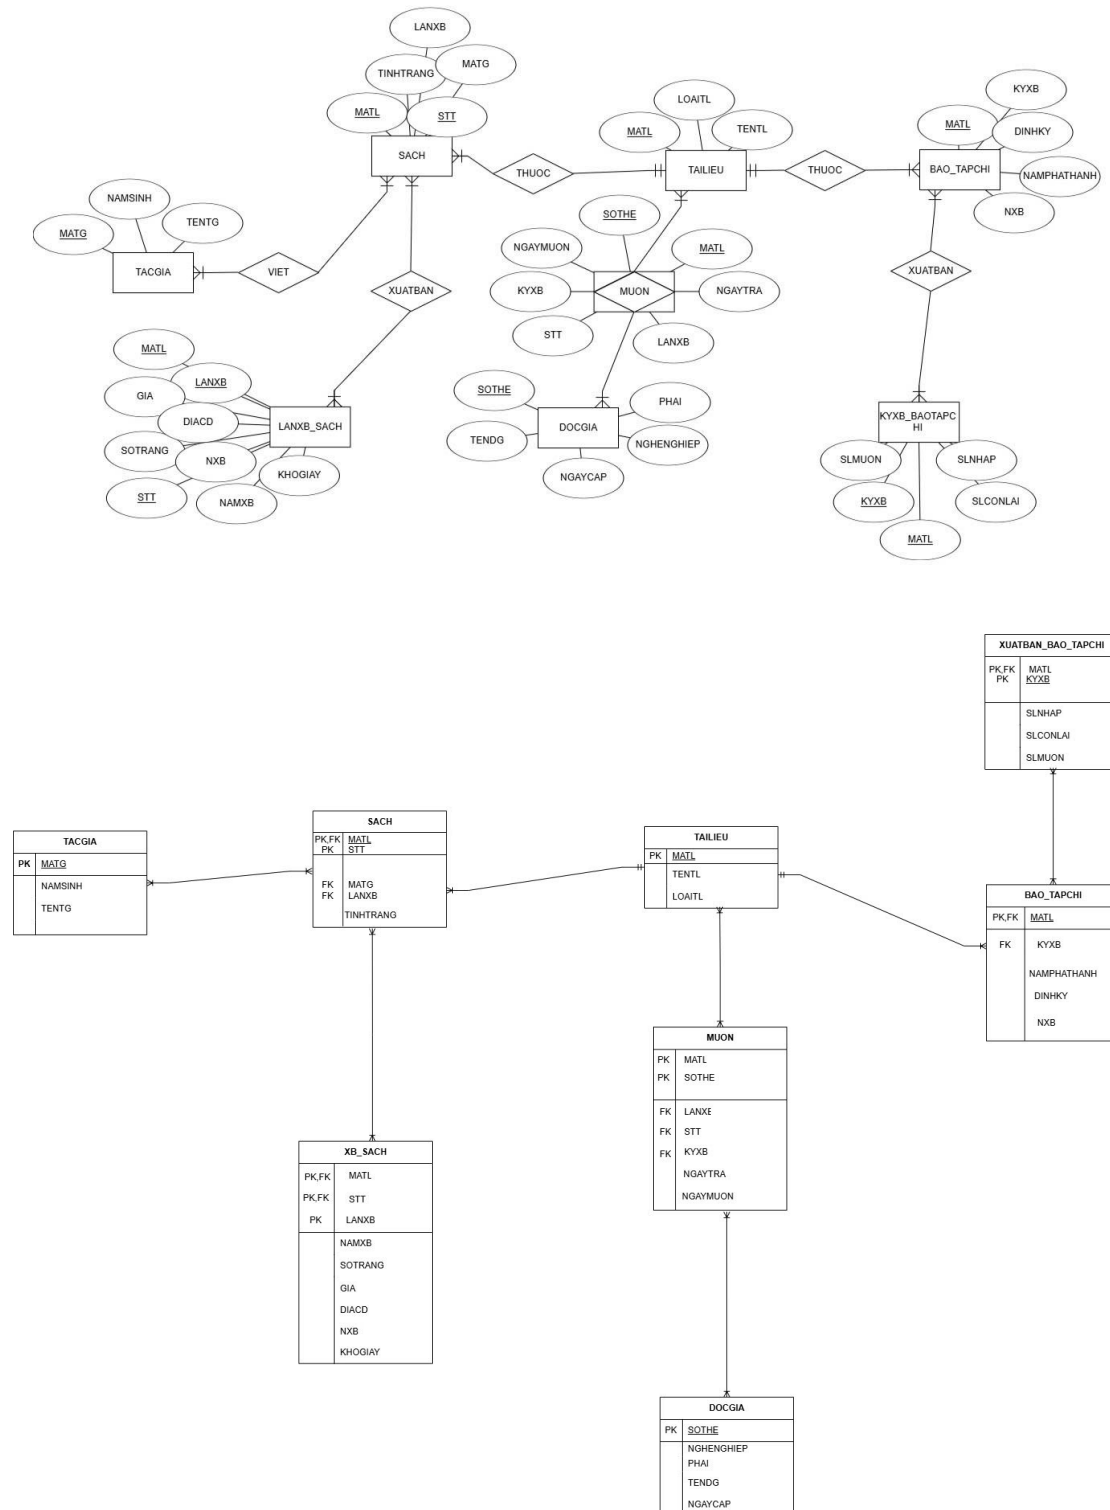 LANXB
TINHTRANG
MATG
MATL
STT
SACH
THUOC
LOAITL
MATL
TENTL
TAILIEU
THUOC
KYXB
MATL
DINHKY
BAO_TAPCHI
NAMPHATHANH
NXB
NAMSINH
MATG
TENTG
TACGIA
VIET
XUATBAN
SOTHE
NGAYMUON
MATL
KYXB
MUON
NGAYTRA
STT
LANXB
XUATBAN
MATL
GIA
LANXB
DIACD
LANXB_SACH
SOTRANG
NXB
KHOGIAY
STT
NAMXB
SOTHE
PHAI
TENDG
DOCGIA
NGHENGHIEP
NGAYCAP
KYXB_BAOTAPC
HI
SLMUON
SLNHAP
KYXB
SLCONLAI
MATL
XUATBAN_BAO_TAPCHI
PK,FK MATL
PK KYXB
SLNHAP
SLCONLAI
SLMUON
TACGIA
PK MATG
NAMSINH
TENTG
SACH
PK,FK MATL
PK STT
FK MATG
FK LANXB
TINHTRANG
TAILIEU
PK MATL
TENTL
LOAITL
BAO_TAPCHI
PK,FK MATL
FK KYXB
NAMPHATHANH
DINHKY
NXB
MUON
PK MATL
PK SOTHE
FK LANXE
FK STT
FK KYXB
NGAYTRA
NGAYMUON
XB_SACH
PK,FK MATL
PK,FK STT
PK LANXB
NAMXB
SOTRANG
GIA
DIACD
NXB
KHOGIAY
DOCGIA
PK SOTHE
NGHENGHIEP
PHAI
TENDG
NGAYCAP